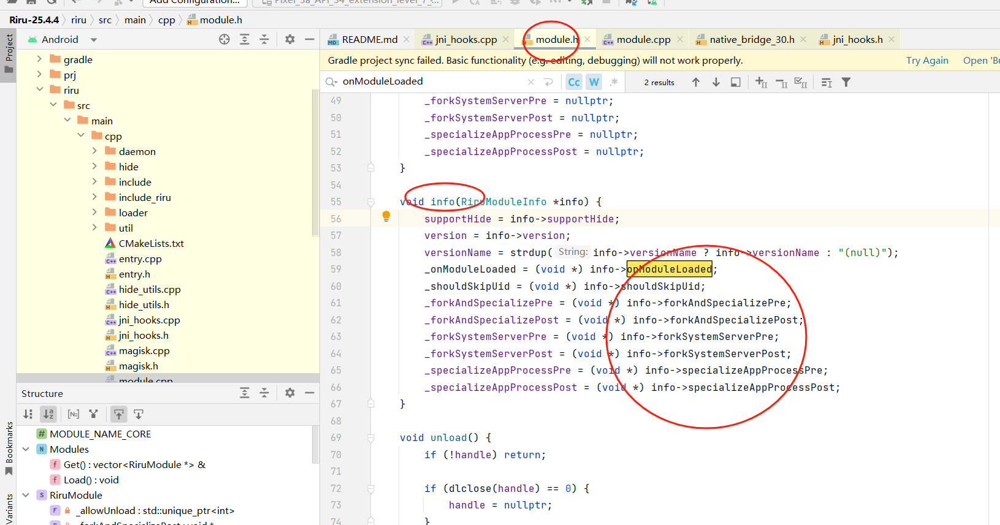 Add Configuration...
Pixel_3a_API_34_extension_level_7_...
Riru-25.4.4 riru src main cpp module.h
Project
Android
README.md
jni_hooks.cpp
module.h
module.cpp
native_bridge_30.h
jni_hooks.h
Gradle project sync failed. Basic functionality (e.g. editing, debugging) will not work properly.
Try Again
Open 'Bu
onModuleLoaded
Cc
W
.*
2 results
gradle
prj
riru
src
main
cpp
daemon
hide
include
include_riru
loader
util
CMakeLists.txt
entry.cpp
entry.h
hide_utils.cpp
hide_utils.h
jni_hooks.cpp
jni_hooks.h
magisk.cpp
magisk.h
module.cpp
49 _forkSystemServerPre = nullptr;
50 _forkSystemServerPost = nullptr;
51 _specializeAppProcessPre = nullptr;
52 _specializeAppProcessPost = nullptr;
53 }
54
55 void info(RiruModuleInfo *info) {
56 supportHide = info->supportHide;
57 version = info->version;
58 versionName = strdup( String: info->versionName ? info->versionName : "(null)");
59 _onModuleLoaded = (void *) info->onModuleLoaded;
60 _shouldSkipUid = (void *) info->shouldSkipUid;
61 _forkAndSpecializePre = (void *) info->forkAndSpecializePre;
62 _forkAndSpecializePost = (void *) info->forkAndSpecializePost;
63 _forkSystemServerPre = (void *) info->forkSystemServerPre;
64 _forkSystemServerPost = (void *) info->forkSystemServerPost;
65 _specializeAppProcessPre = (void *) info->specializeAppProcessPre;
66 _specializeAppProcessPost = (void *) info->specializeAppProcessPost;
67 }
68
69 void unload() {
70 if (!handle) return;
71
72 if (dlclose(handle) == 0) {
73 handle = nullptr;
74 }
Structure
MODULE_NAME_CORE
Modules
Get() : vector<RiruModule *> &
Load() : void
RiruModule
_allowUnload : std::unique_ptr<int>
_forkAndSpecializePost : void *
Bookmarks
Variants